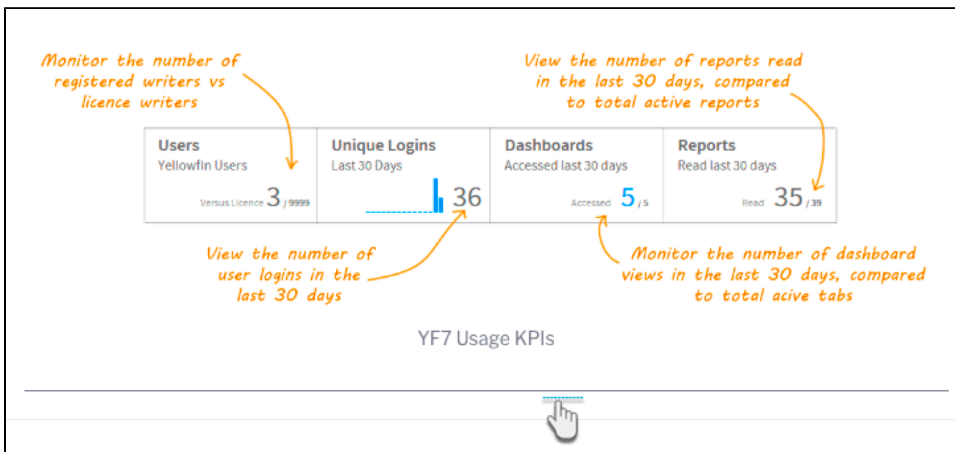 Monitor the number of
registered writers vs
licence writers
View the number of reports read
in the last 30 days, compared
to total active reports
Users
Yellowfin Users
Versus Licence 3 / 9999
Unique Logins
Last 30 Days
36
Dashboards
Accessed last 30 days
Accessed 5 / 5
Reports
Read last 30 days
Read 35 / 39
View the number of
user logins in the
last 30 days
Monitor the number of dashboard
views in the last 30 days, compared
to total acive tabs
YF7 Usage KPIs